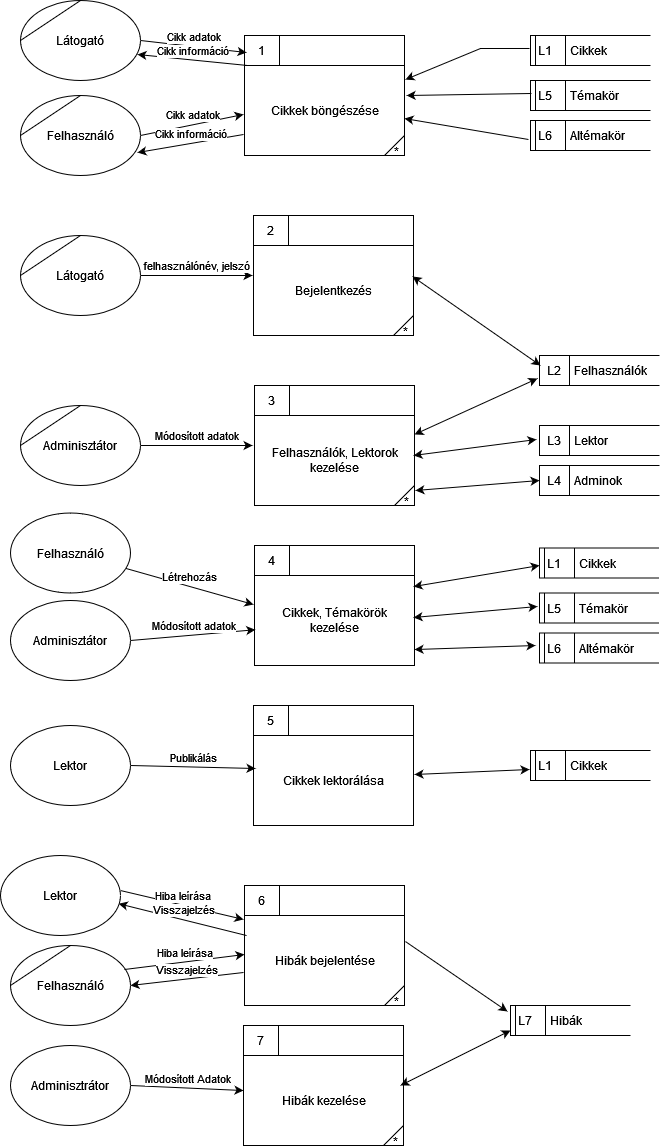 Látogató
Cikk adatok
Cikk információ
1
Cikkek böngészése
*
L1 Cikkek
L5 Témakör
L6 Altémakör
Felhasználó
Cikk adatok
Cikk információ
Látogató
felhasználónév, jelszó
2
Bejelentkezés
*
L2 Felhasználók
Adminisztátor
Módosított adatok
3
Felhasználók, Lektorok
kezelése
*
L3 Lektor
L4 Adminok
Felhasználó
Létrehozás
4
Cikkek, Témakörök
kezelése
L1 Cikkek
L5 Témakör
L6 Altémakör
Adminisztátor
Módosított adatok
Lektor
Publikálás
5
Cikkek lektorálása
L1 Cikkek
Lektor
Hiba leírása
Visszajelzés
6
Hibák bejelentése
*
Felhasználó
Hiba leírása
Visszajelzés
L7 Hibák
Adminisztrátor
Módosított Adatok
7
Hibák kezelése
*